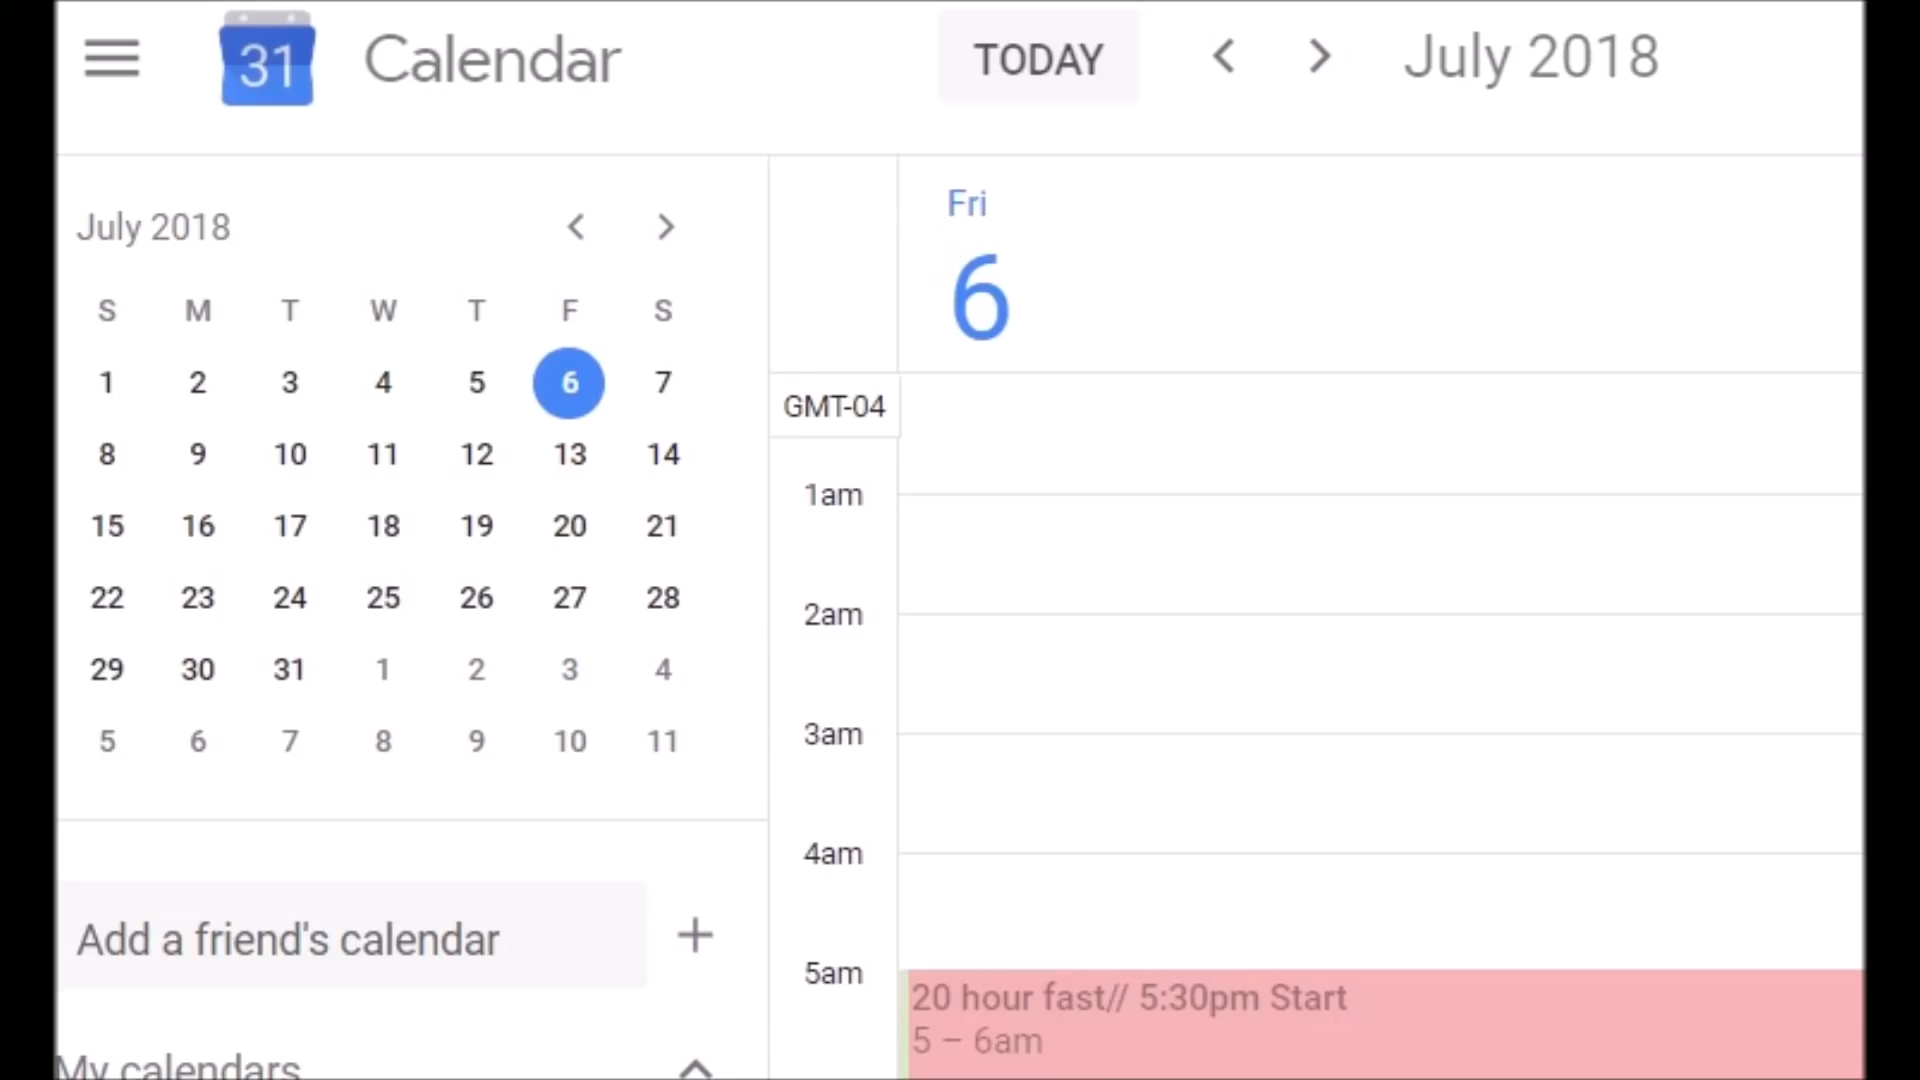 31 Calendar TODAY July 2018
July 2018
S M T W T F S
1 2 3 4 5 6 7
8 9 10 11 12 13 14
15 16 17 18 19 20 21
22 23 24 25 26 27 28
29 30 31 1 2 3 4
5 6 7 8 9 10 11
Add a friend's calendar
My calendars
Fri
6
GMT-04
1am
2am
3am
4am
5am
20 hour fast// 5:30pm Start
5 – 6am